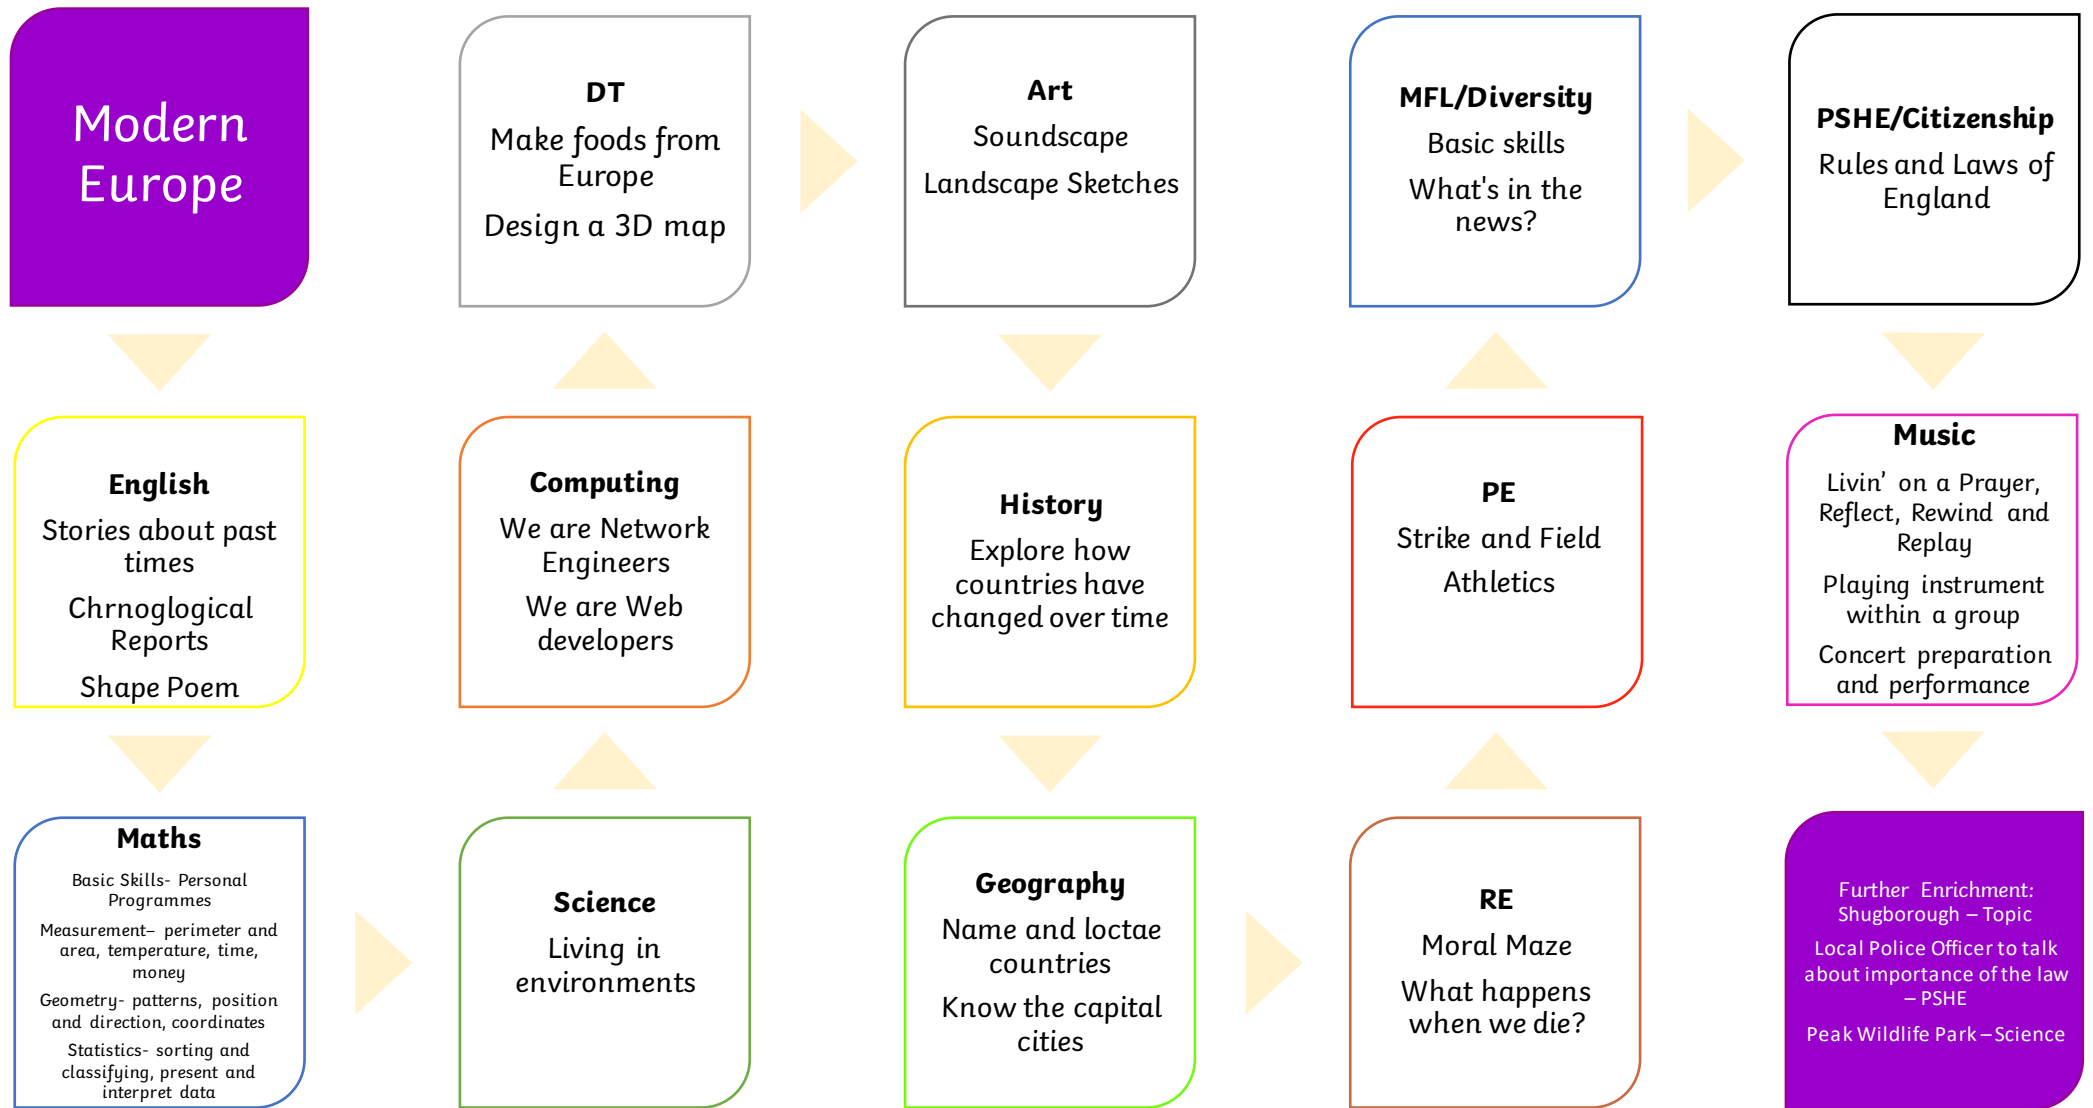 Modern
Europe
English
Stories about past
times
Chrnoglogical
Reports
Shape Poem
Maths
Basic Skills- Personal
Programmes
Measurement– perimeter and
area, temperature, time,
money
Geometry- patterns, position
and direction, coordinates
Statistics- sorting and
classifying, present and
interpret data
Science
Living in
environments
Computing
We are Network
Engineers
We are Web
developers
DT
Make foods from
Europe
Design a 3D map
Art
Soundscape
Landscape Sketches
History
Explore how
countries have
changed over time
Geography
Name and loctae
countries
Know the capital
cities
RE
Moral Maze
What happens
when we die?
PE
Strike and Field
Athletics
MFL/Diversity
Basic skills
What's in the
news?
PSHE/Citizenship
Rules and Laws of
England
Music
Livin’ on a Prayer,
Reflect, Rewind and
Replay
Playing instrument
within a group
Concert preparation
and performance
Further Enrichment:
Shugborough – Topic
Local Police Officer to talk
about importance of the law
– PSHE
Peak Wildlife Park – Science